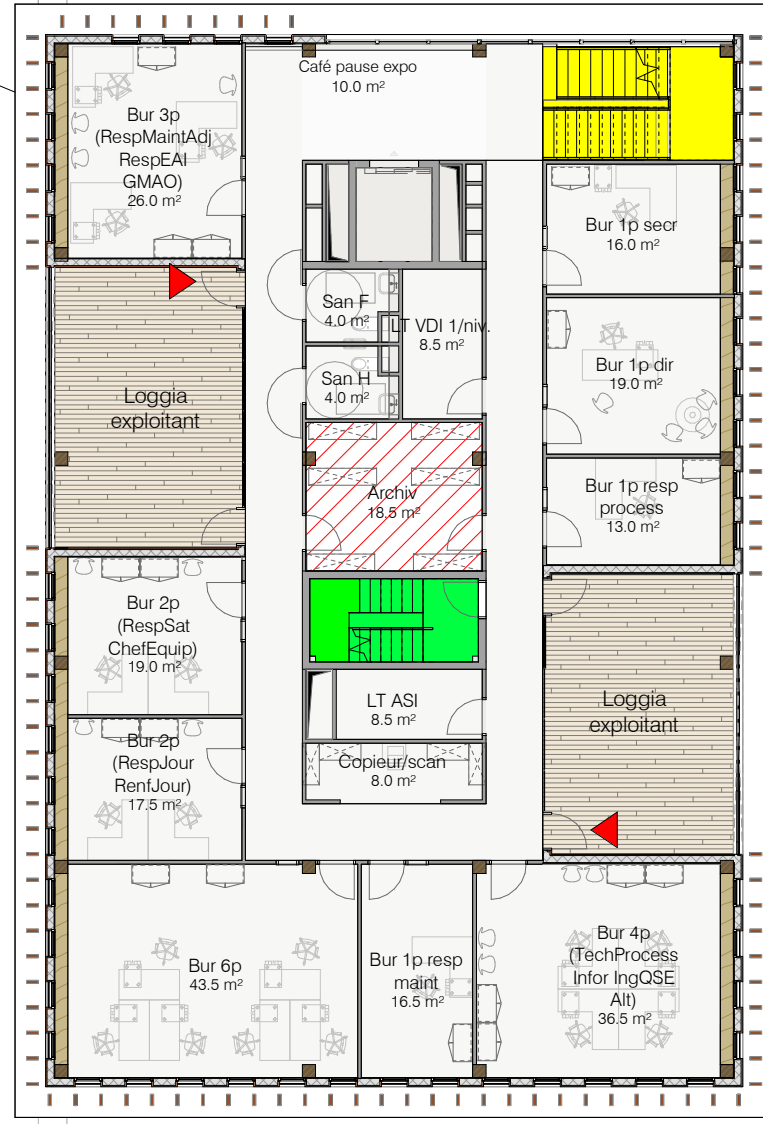 Café pause expo
10.0 m²
Bur 3p
(RespMaintAdj
RespEAI
GMAO)
26.0 m²
Bur 1p secr
16.0 m²
San F
4.0 m²
LT VDI 1/niv.
8.5 m²
San H
4.0 m²
Bur 1p dir
19.0 m²
Loggia
exploitant
Archiv
18.5 m²
Bur 1p resp
process
13.0 m²
Bur 2p
(RespSat
ChefEquip)
19.0 m²
LT ASI
8.5 m²
Loggia
exploitant
Bur 2p
(RespJour
RenfJour)
17.5 m²
Copieur/scan
8.0 m²
Bur 6p
43.5 m²
Bur 1p resp
maint
16.5 m²
Bur 4p
(TechProcess
Infor IngQSE
Alt)
36.5 m²